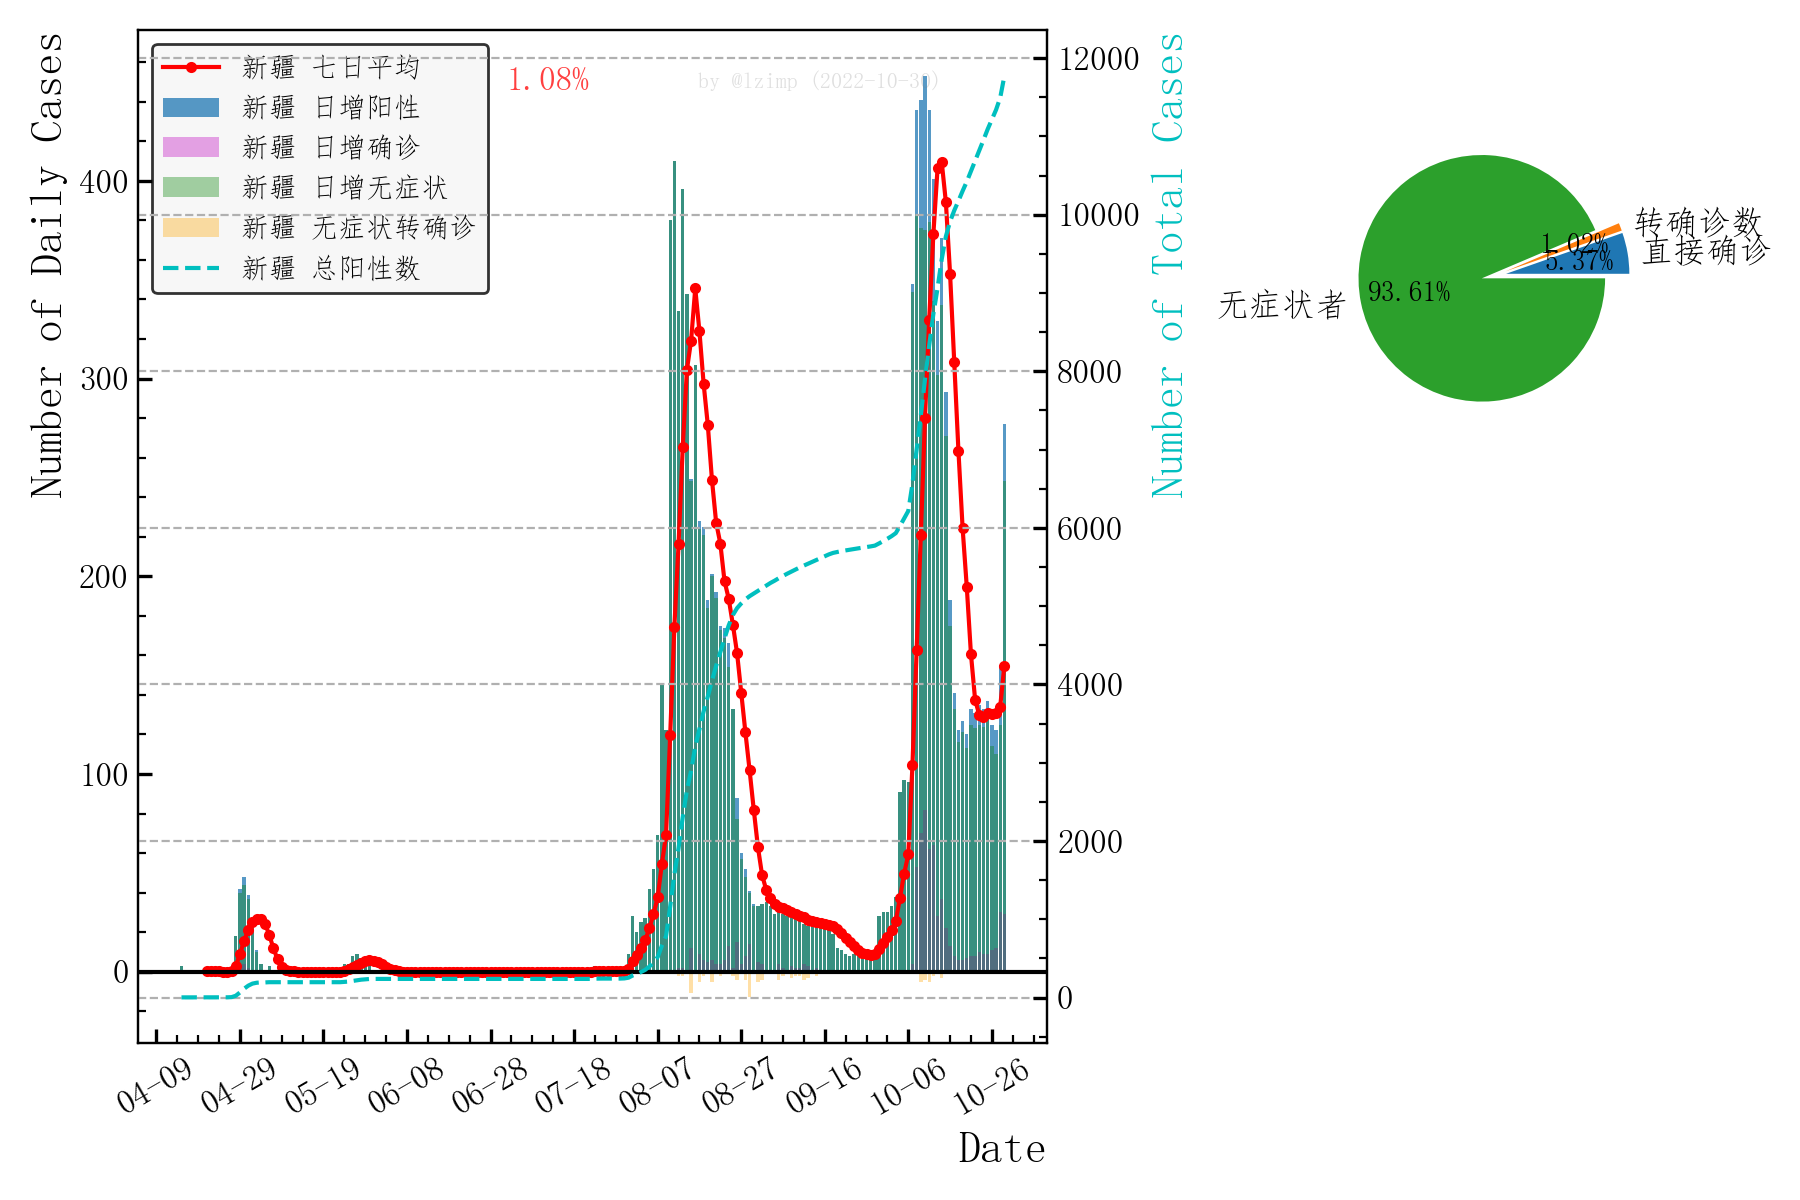 新疆 七日平均
新疆 日增阳性
新疆 日增确诊
新疆 日增无症状
新疆 无症状转确诊
新疆 总阳性数
1.08%
by @lzimp (2022-10-30)
Number of Daily Cases
400
300
200
100
0
12000
10000
8000
6000
4000
2000
0
Number of Total Cases
04-09
04-29
05-19
06-08
06-28
07-18
08-07
08-27
09-16
10-06
10-26
Date
转确诊数
1.02%
直接确诊
5.37%
无症状者
93.61%